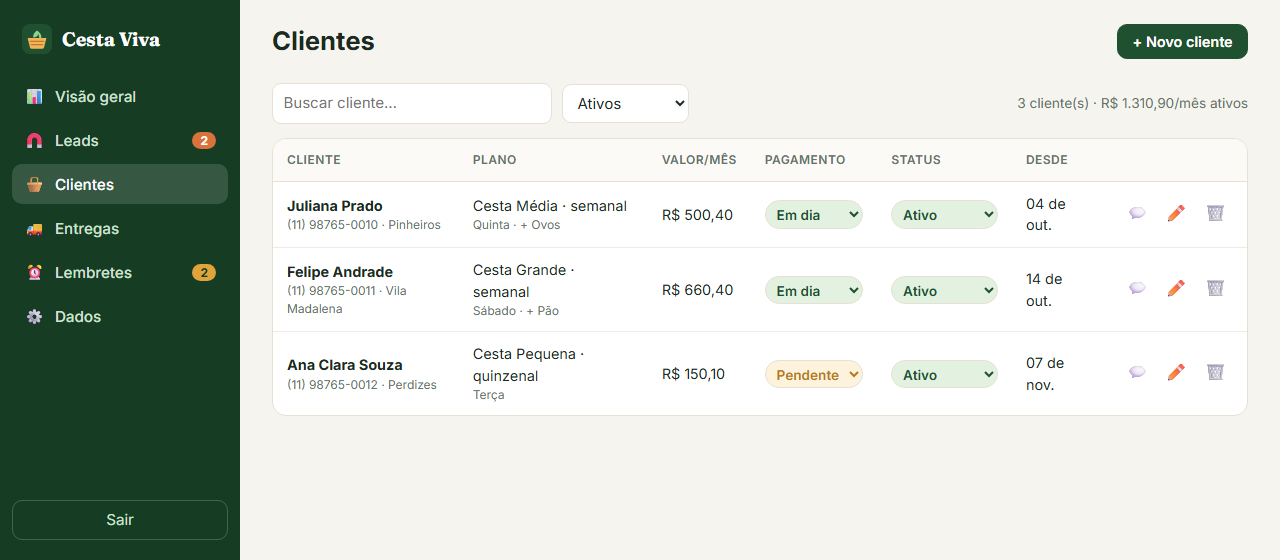 Cesta Viva
Visão geral
Leads 2
Clientes
Entregas
Lembretes 2
Dados
Sair
Clientes
+ Novo cliente
Buscar cliente...
Ativos
3 cliente(s) · R$ 1.310,90/mês ativos
CLIENTE PLANO VALOR/MÊS PAGAMENTO STATUS DESDE
Juliana Prado
(11) 98765-0010 · Pinheiros
Cesta Média · semanal
Quinta · + Ovos
R$ 500,40
Em dia
Ativo
04 de
out.
Felipe Andrade
(11) 98765-0011 · Vila
Madalena
Cesta Grande ·
semanal
Sábado · + Pão
R$ 660,40
Em dia
Ativo
14 de
out.
Ana Clara Souza
(11) 98765-0012 · Perdizes
Cesta Pequena ·
quinzenal
Terça
R$ 150,10
Pendente
Ativo
07 de
nov.